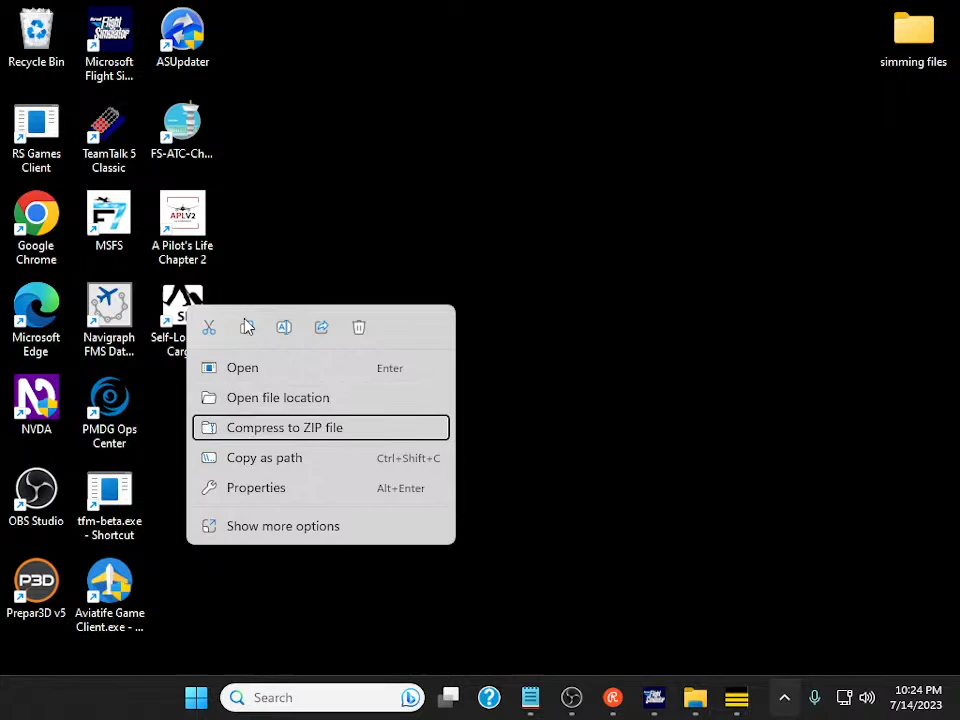 Recycle Bin
Microsoft
Flight Si...
ASUpdater
simming files
RS Games
Client
TeamTalk 5
Classic
FS-ATC-Ch...
Google
Chrome
MSFS
APLV2
A Pilot's Life
Chapter 2
Microsoft
Edge
Navigraph
FMS Dat...
Self-Lo
Carg
NVDA
PMDG Ops
Center
OBS Studio
tfm-beta.exe
- Shortcut
P3D
Prepar3D v5
Aviatife Game
Client.exe - ...
Open Enter
Open file location
Compress to ZIP file
Copy as path Ctrl+Shift+C
Properties Alt+Enter
Show more options
Search
10:24 PM
7/14/2023